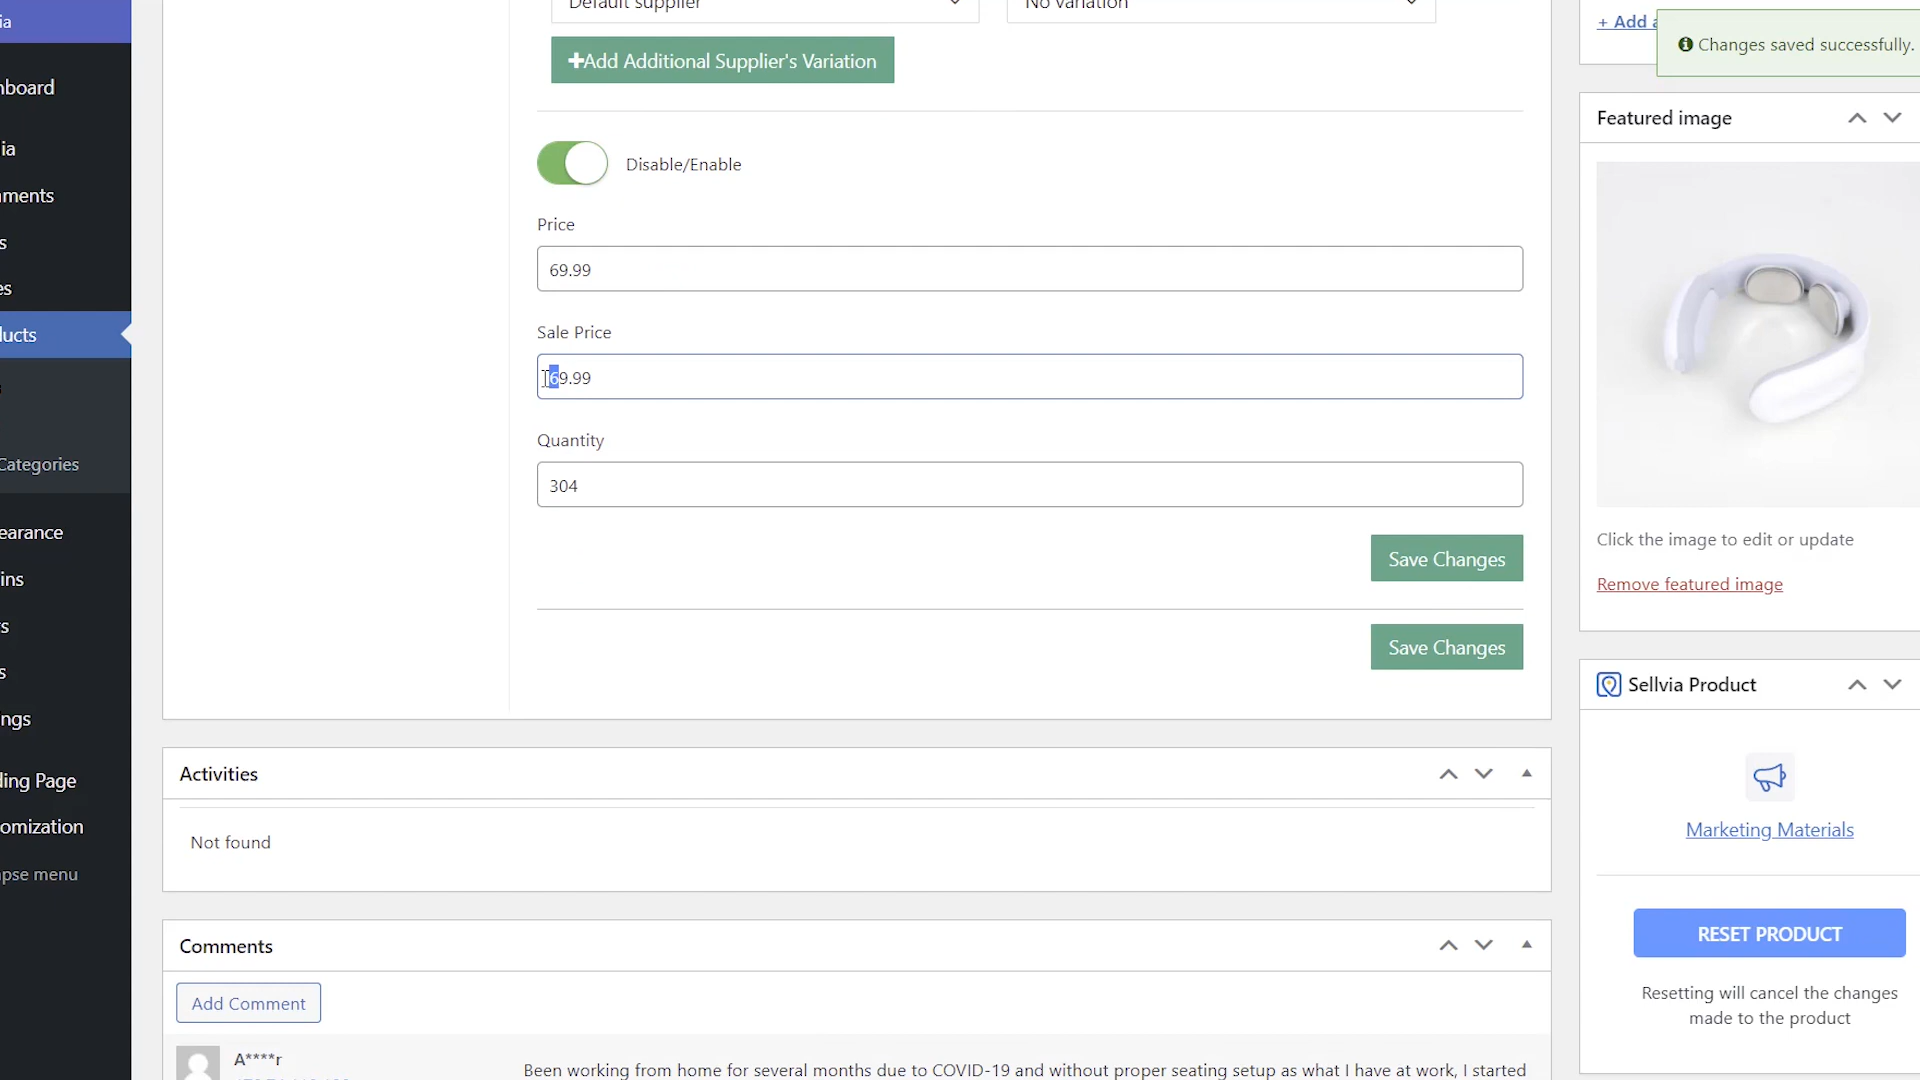 ia
board
ia
ments
s
es
ucts
Categories
earance
ins
s
s
ngs
ding Page
omization
pse menu
Default supplier
No variation
+Add Additional Supplier's Variation
Disable/Enable
Price
69.99
Sale Price
69.99
Quantity
304
Save Changes
Save Changes
Activities
Not found
Comments
Add Comment
A****r
Been working from home for several months due to COVID-19 and without proper seating setup as what I have at work, I started
+ Add a
Changes saved successfully.
Featured image
Click the image to edit or update
Remove featured image
Sellvia Product
Marketing Materials
RESET PRODUCT
Resetting will cancel the changes
made to the product